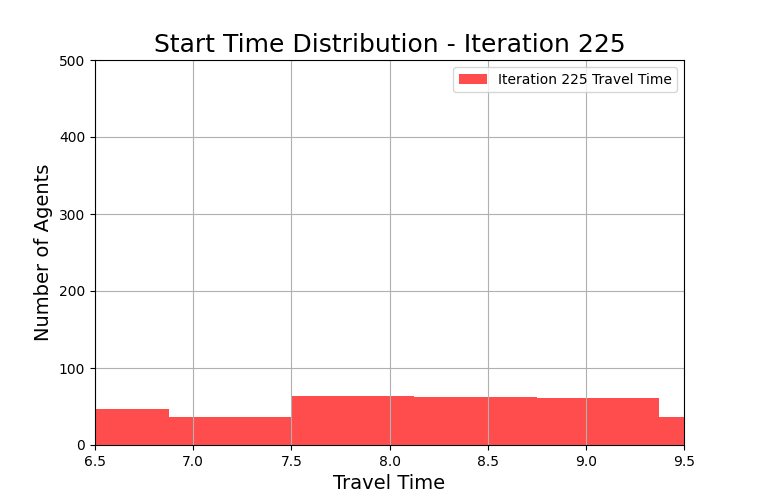 Start Time Distribution - Iteration 225
Iteration 225 Travel Time
Number of Agents
500
400
300
200
100
0
6.5 7.0 7.5 8.0 8.5 9.0 9.5
Travel Time